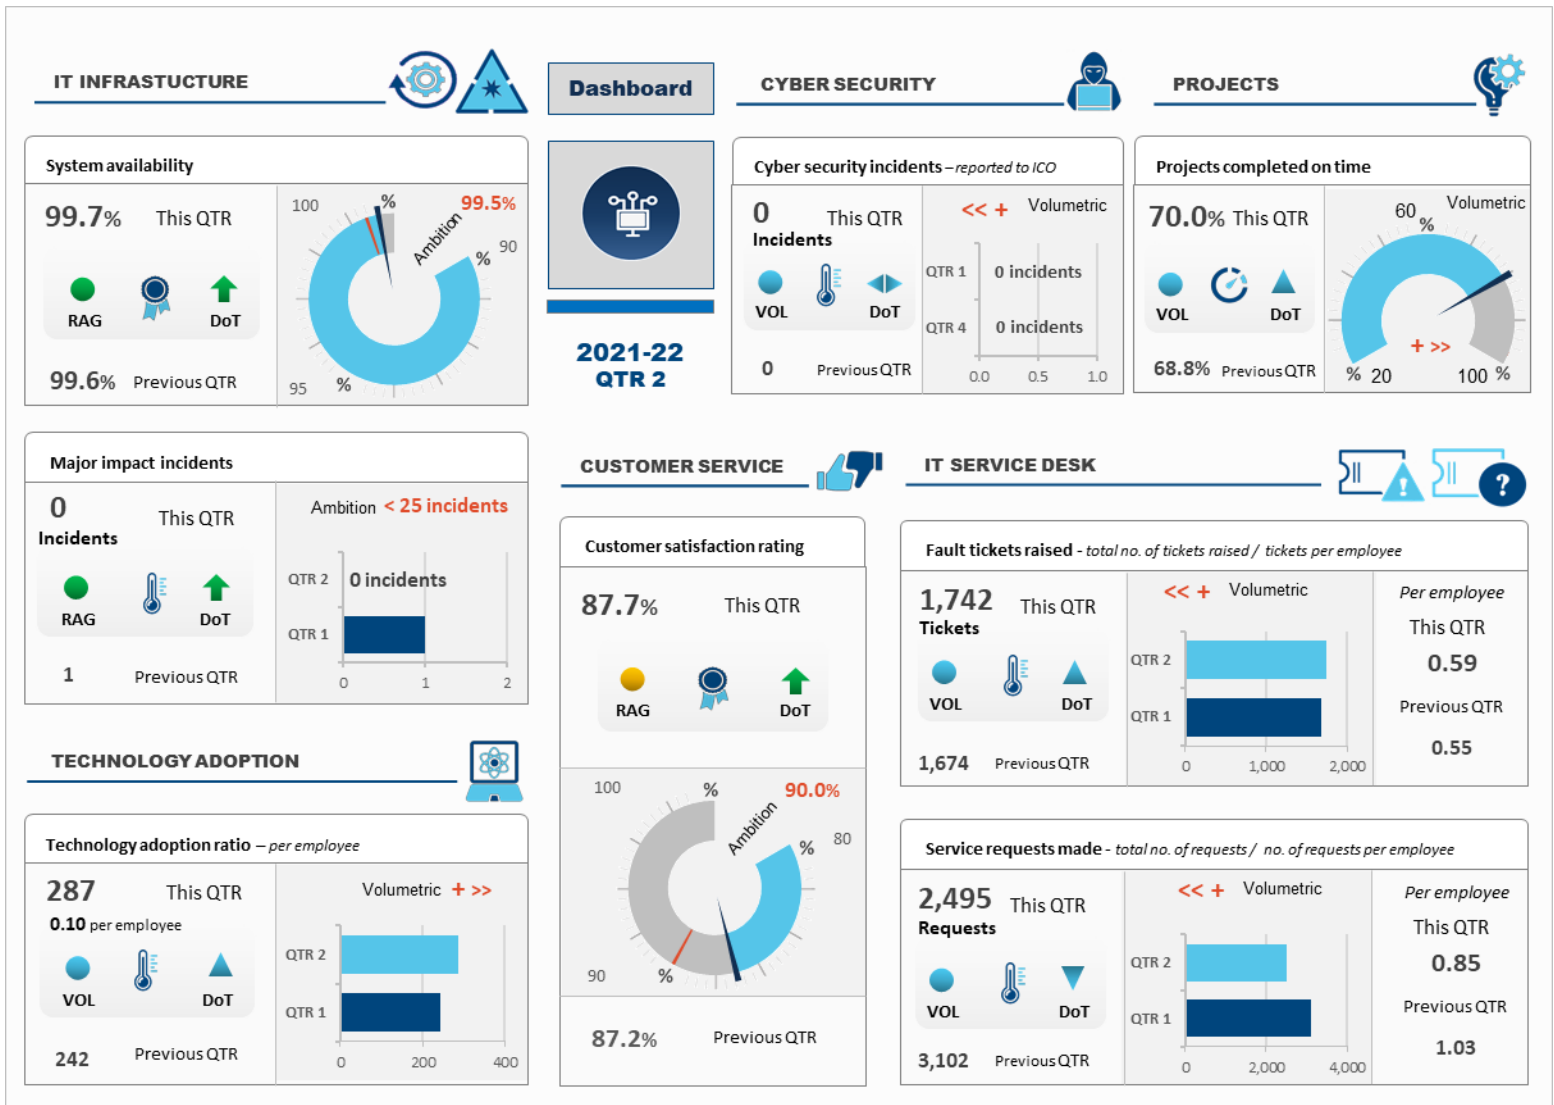 IT INFRASTUCTURE
System availability
99.7% This QTR
RAG DoT
99.6% Previous QTR
100 % 99.5%
Ambition
% 90
95 %
Major impact incidents
0 This QTR
Incidents
RAG DoT
1 Previous QTR
Ambition < 25 incidents
QTR 2 0 incidents
QTR 1
0 1 2
TECHNOLOGY ADOPTION
Technology adoption ratio – per employee
287 This QTR
0.10 per employee
VOL DoT
242 Previous QTR
Volumetric + >>
QTR 2
QTR 1
0 200 400
Dashboard
2021-22
QTR 2
CYBER SECURITY
Cyber security incidents – reported to ICO
0 This QTR
Incidents
VOL DoT
0 Previous QTR
<< + Volumetric
QTR 1 0 incidents
QTR 4 0 incidents
0.0 0.5 1.0
PROJECTS
Projects completed on time
70.0% This QTR
VOL DoT
68.8% Previous QTR
Volumetric
60 %
+ >>
% 20 100 %
CUSTOMER SERVICE
Customer satisfaction rating
87.7% This QTR
RAG DoT
100 % 90.0%
Ambition
% 80
90 %
87.2% Previous QTR
IT SERVICE DESK
?
!
Fault tickets raised - total no. of tickets raised / tickets per employee
1,742 This QTR
Tickets
VOL DoT
1,674 Previous QTR
<< + Volumetric
QTR 2
QTR 1
0 1,000 2,000
Per employee
This QTR
0.59
Previous QTR
0.55
Service requests made - total no. of requests / no. of requests per employee
2,495 This QTR
Requests
VOL DoT
3,102 Previous QTR
<< + Volumetric
QTR 2
QTR 1
0 2,000 4,000
Per employee
This QTR
0.85
Previous QTR
1.03